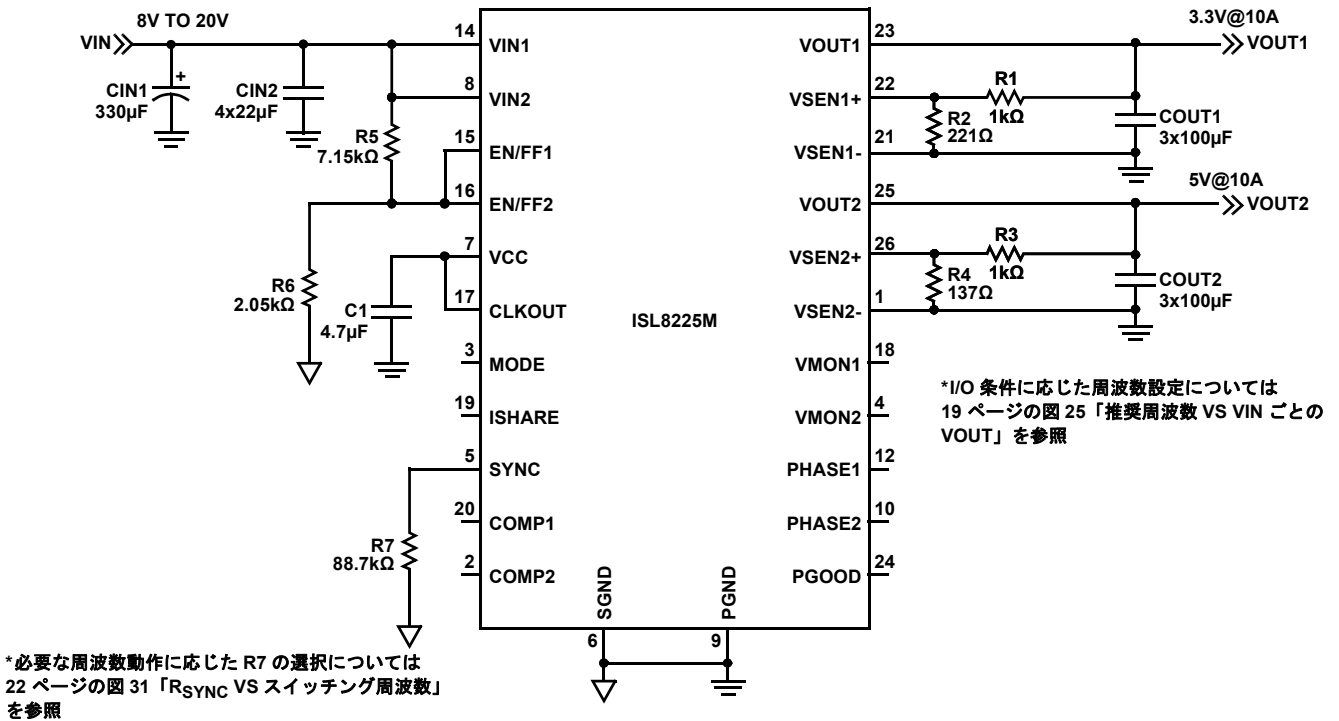 8V TO 20V
VIN
CIN1
330µF
+
CIN2
4x22µF
R5
7.15kΩ
R6
2.05kΩ
C1
4.7µF
R7
88.7kΩ
14 VIN1
8 VIN2
15 EN/FF1
16 EN/FF2
7 VCC
17 CLKOUT
3 MODE
19 ISHARE
5 SYNC
20 COMP1
2 COMP2
ISL8225M
SGND
6
PGND
9
VOUT1 23
VSEN1+ 22
VSEN1- 21
VOUT2 25
VSEN2+ 26
VSEN2- 1
VMON1 18
VMON2 4
PHASE1 12
PHASE2 10
PGOOD 24
3.3V@10A
VOUT1
R1
1kΩ
R2
221Ω
COUT1
3x100µF
5V@10A
VOUT2
R3
1kΩ
R4
137Ω
COUT2
3x100µF
*I/O 条件に応じた周波数設定については
19 ページの図 25「推奨周波数 VS VIN ごとの
VOUT」を参照
*必要な周波数動作に応じた R7 の選択については
22 ページの図 31「RSYNC VS スイッチング周波数」
を参照